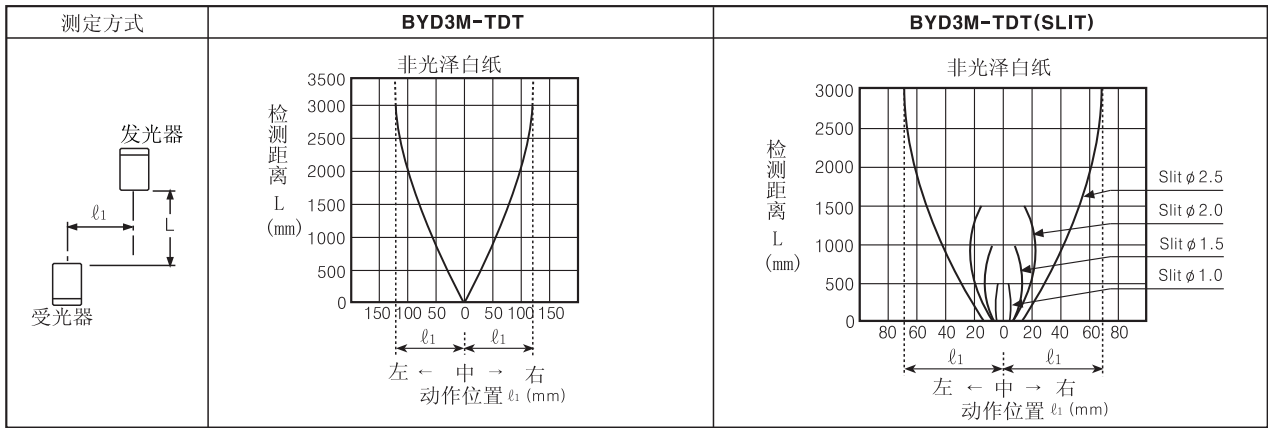 测定方式
BYD3M-TDT
BYD3M-TDT(SLIT)
发光器
ℓ1
L
受光器
非光泽白纸
检测距离 L (mm)
3500
3000
2500
2000
1500
1000
500
0
150 100 50 0 50 100 150
ℓ1 ℓ1
左 ← 中 → 右
动作位置 ℓ1 (mm)
非光泽白纸
检测距离 L (mm)
3000
2500
2000
1500
1000
500
0
80 60 40 20 0 20 40 60 80
Slit ϕ 2.5
Slit ϕ 2.0
Slit ϕ 1.5
Slit ϕ 1.0
ℓ1 ℓ1
左 ← 中 → 右
动作位置 ℓ1 (mm)